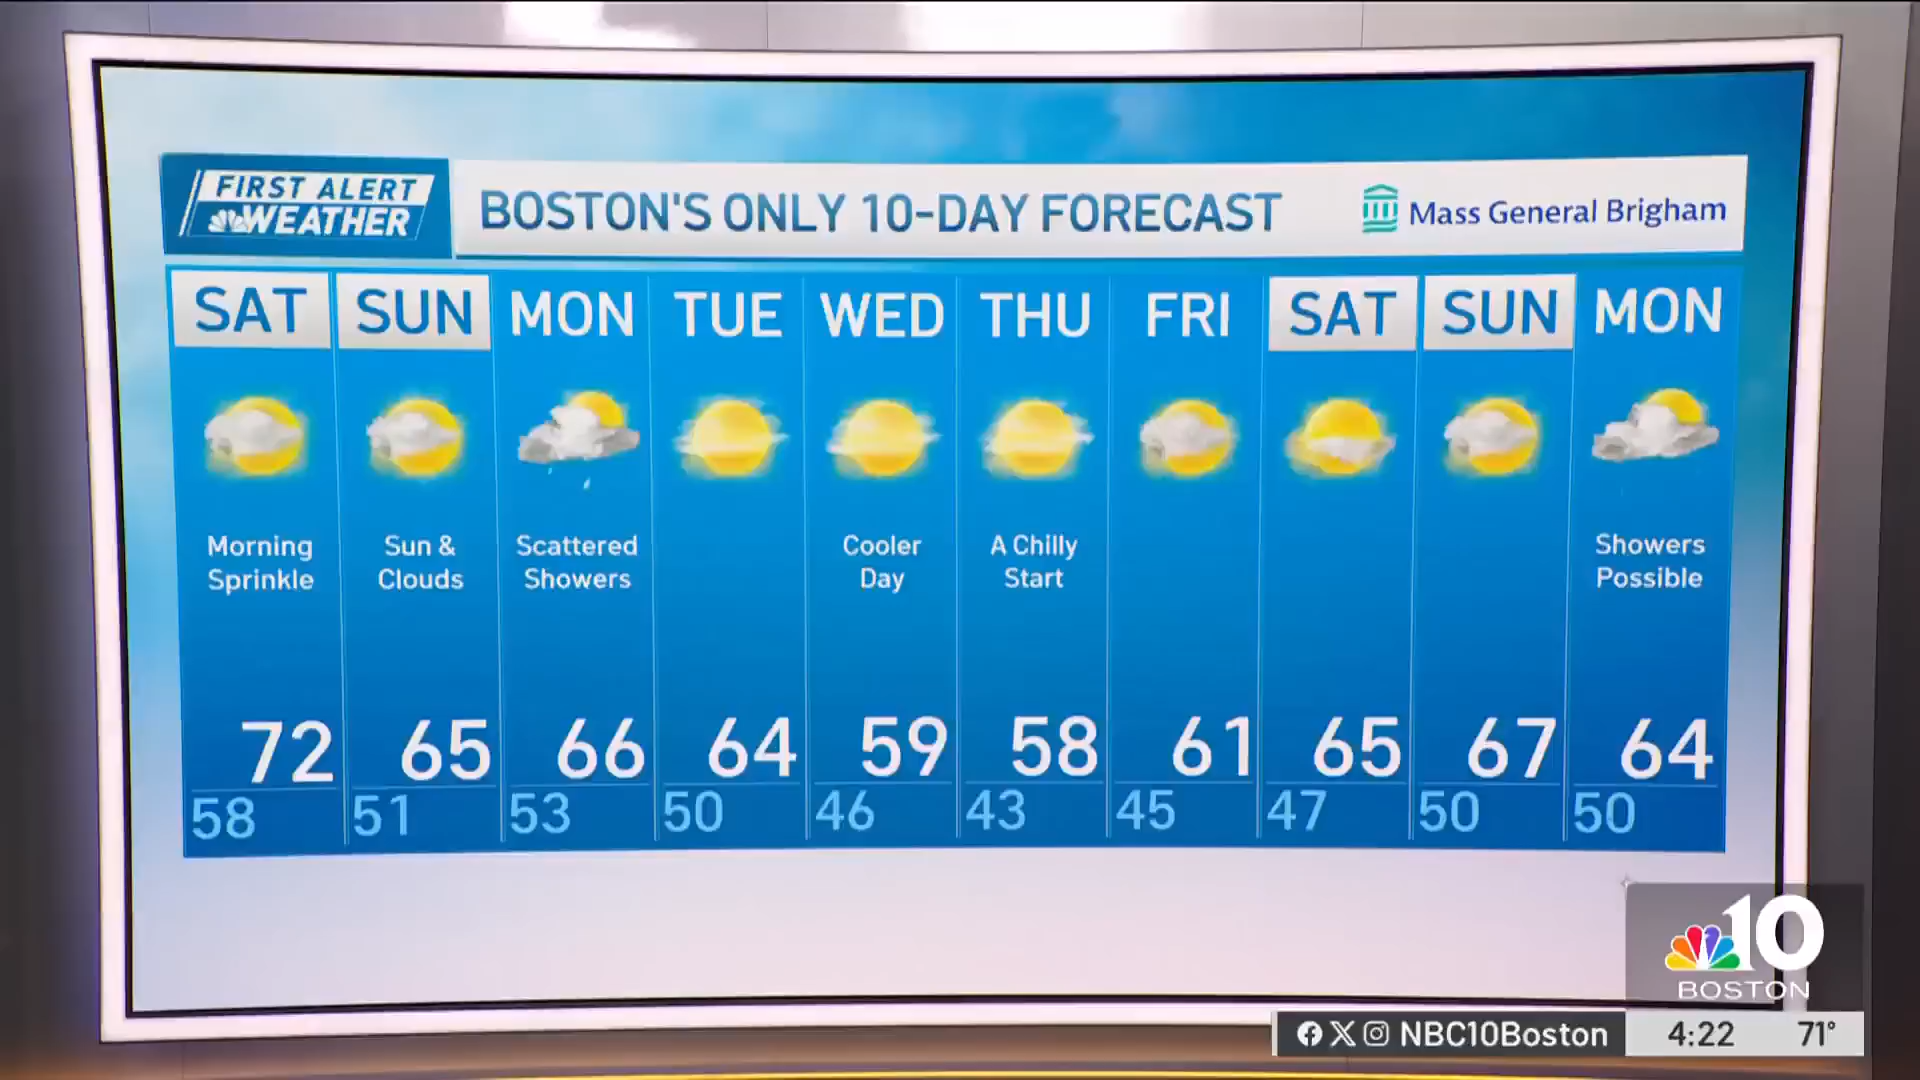 FIRST ALERT
WEATHER
BOSTON'S ONLY 10-DAY FORECAST
Mass General Brigham
SAT SUN MON TUE WED THU FRI SAT SUN MON
Morning
Sprinkle
Sun &
Clouds
Scattered
Showers
Cooler
Day
A Chilly
Start
Showers
Possible
72 65 66 64 59 58 61 65 67 64
58 51 53 50 46 43 45 47 50 50
10
BOSTON
NBC10Boston 4:22 71°